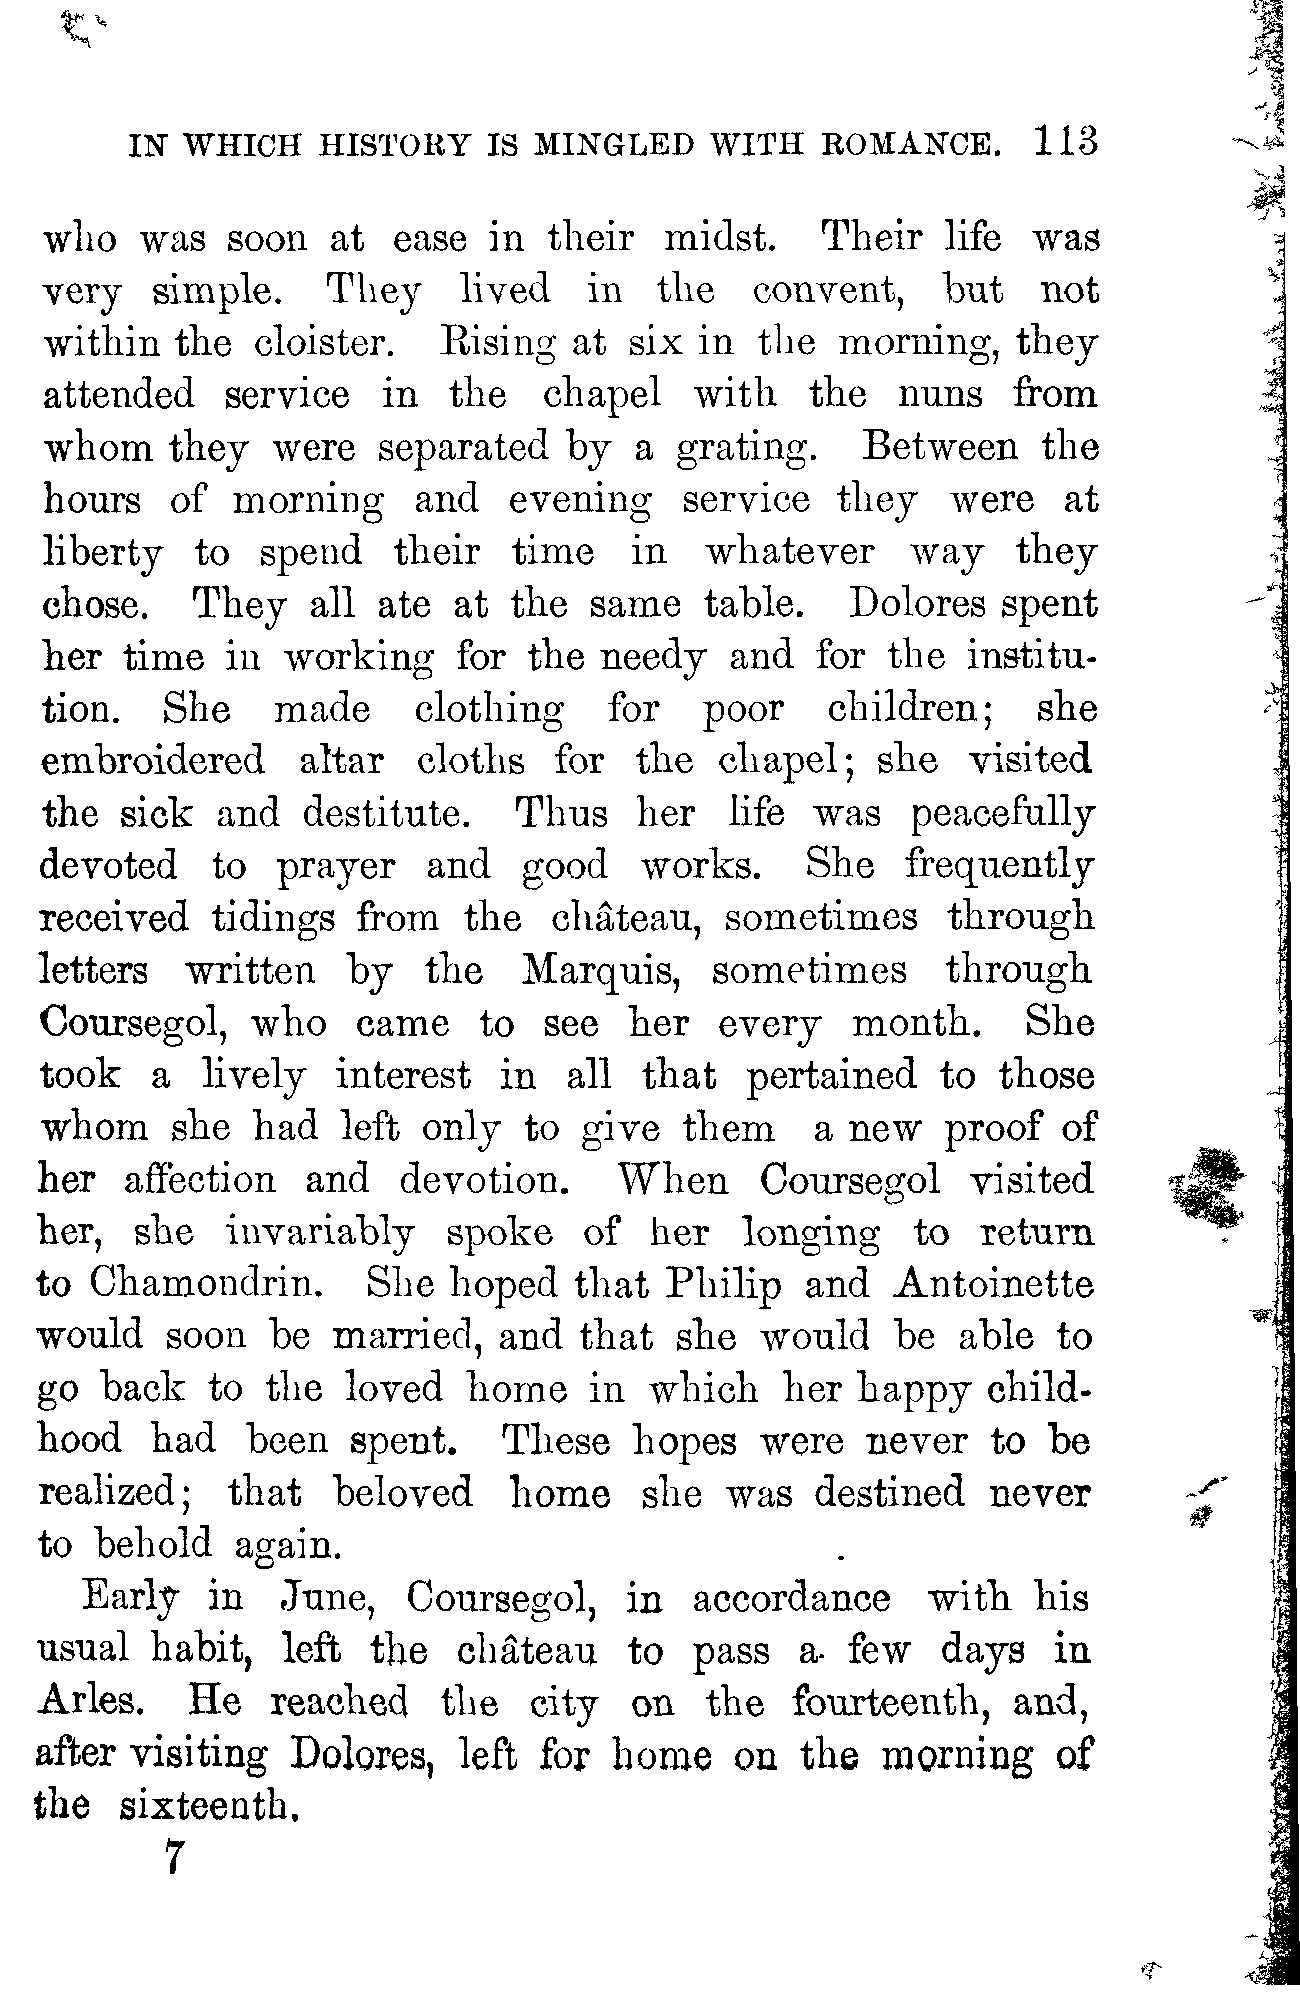 IN WHICH HISTORY IS MINGLED WITH ROMANCE. 113
who was soon at ease in their midst. Their life was
very simple. They lived in the convent, but not
within the cloister. Rising at six in the morning, they
attended service in the chapel with the nuns from
whom they were separated by a grating. Between the
hours of morning and evening service they were at
liberty to spend their time in whatever way they
chose. They all ate at the same table. Dolores spent
her time in working for the needy and for the institu-
tion. She made clothing for poor children; she
embroidered altar cloths for the chapel; she visited
the sick and destitute. Thus her life was peacefully
devoted to prayer and good works. She frequently
received tidings from the château, sometimes through
letters written by the Marquis, sometimes through
Coursegol, who came to see her every month. She
took a lively interest in all that pertained to those
whom she had left only to give them a new proof of
her affection and devotion. When Coursegol visited
her, she invariably spoke of her longing to return
to Chamondrin. She hoped that Philip and Antoinette
would soon be married, and that she would be able to
go back to the loved home in which her happy child-
hood had been spent. These hopes were never to be
realized; that beloved home she was destined never
to behold again.
Early in June, Coursegol, in accordance with his
usual habit, left the château to pass a few days in
Arles. He reached the city on the fourteenth, and,
after visiting Dolores, left for home on the morning of
the sixteenth.
7